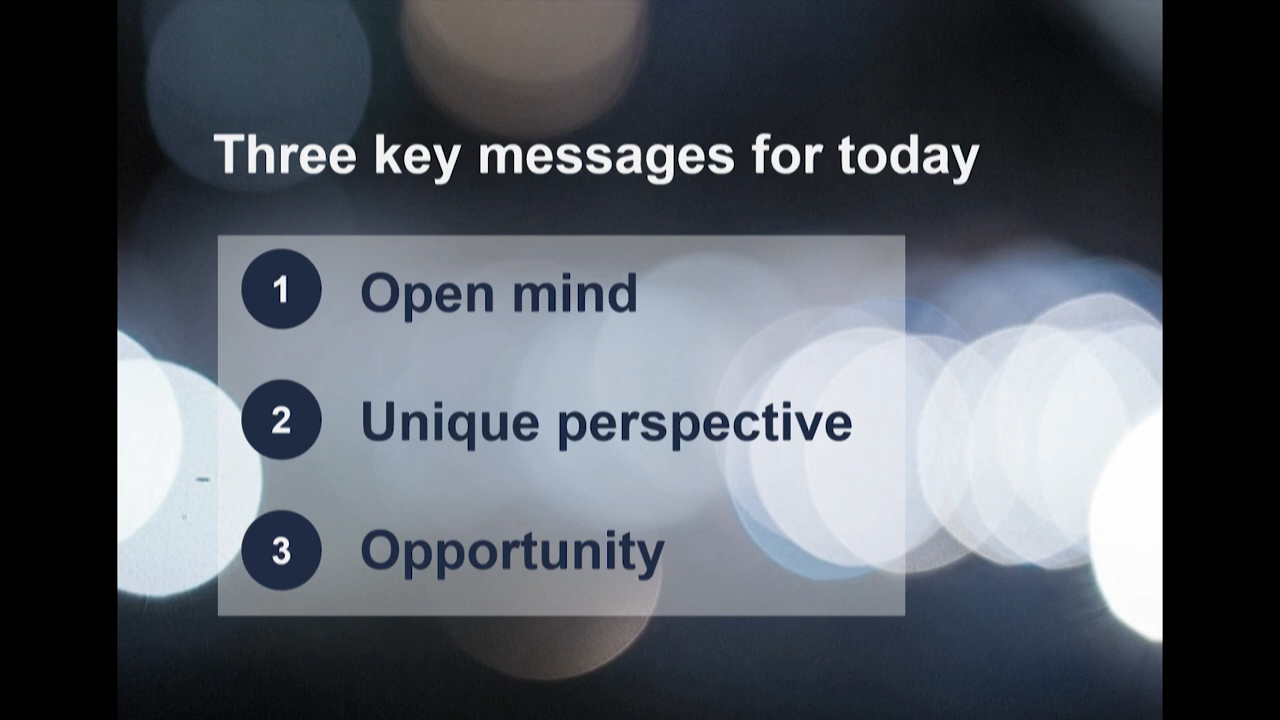 Three key messages for today
1 Open mind
2 Unique perspective
3 Opportunity